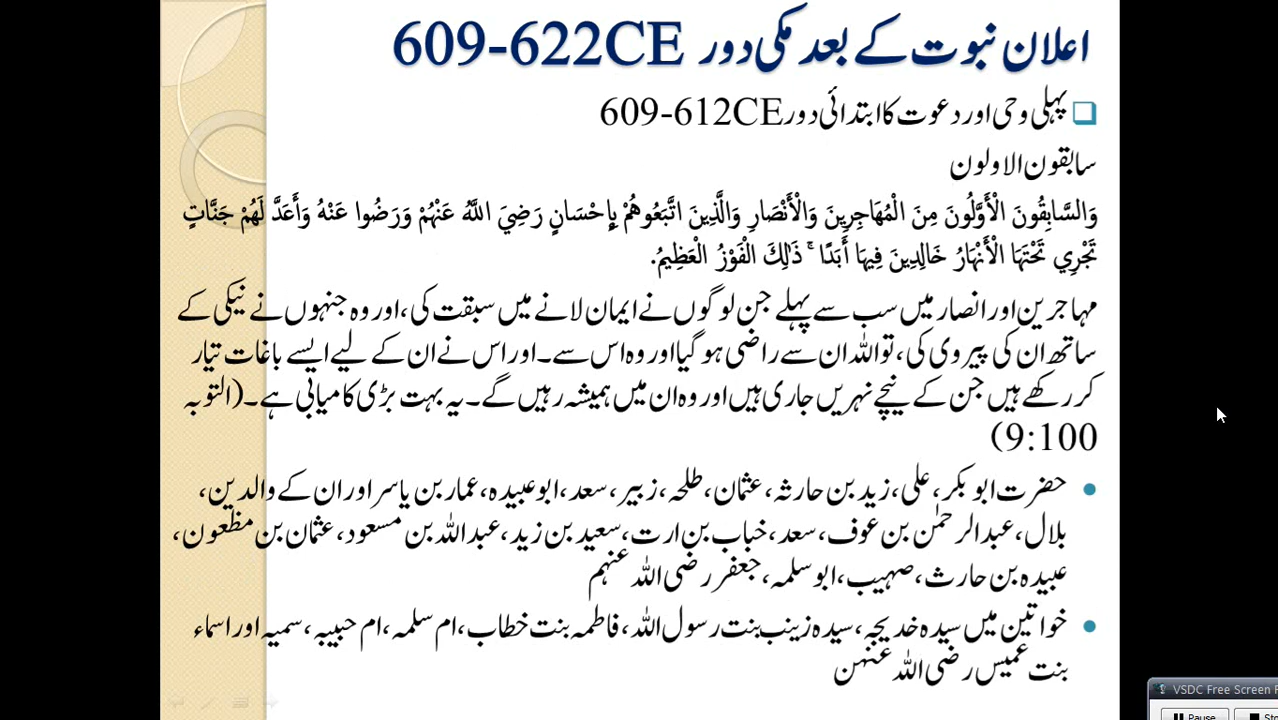 اعلان نبوت کے بعد مکی دور 609-622CE
پہلی وحی اور دعوت کا ابتدائی دور 609-612CE
سابقون الاولون
وَالسَّابِقُونَ الْأَوَّلُونَ مِنَ الْمُهَاجِرِينَ وَالْأَنْصَارِ وَالَّذِينَ اتَّبَعُوهُمْ بِإِحْسَانٍ رَضِيَ اللَّهُ عَنْهُمْ وَرَضُوا عَنْهُ وَأَعَدَّ لَهُمْ جَنَّاتٍ
تَجْرِي تَحْتَهَا الْأَنْهَارُ خَالِدِينَ فِيهَا أَبَدًا ۚ ذَٰلِكَ الْفَوْزُ الْعَظِيمُ.
مہاجرین اور انصار میں سب سے پہلے جن لوگوں نے ایمان لانے میں سبقت کی، اور وہ جنہوں نے نیکی کے
ساتھ ان کی پیروی کی، تو اللہ ان سے راضی ہو گیا اور وہ اس سے۔ اور اس نے ان کے لیے ایسے باغات تیار
کر رکھے ہیں جن کے نیچے نہریں جاری ہیں اور وہ ان میں ہمیشہ رہیں گے۔ یہ بہت بڑی کامیابی ہے۔ (التوبہ
9:100)
حضرت ابوبکر، علی، زید بن حارثہ، عثمان، طلحہ، زبیر، سعد، ابوعبیدہ، عمار بن یاسر اور ان کے والدین،
بلال، عبدالرحمٰن بن عوف، سعد، خباب بن ارت، سعید بن زید، عبداللہ بن مسعود، عثمان بن مظعون،
عبیدہ بن حارث، صہیب، ابو سلمہ، جعفر رضی اللہ عنہم
خواتین میں سیدہ خدیجہ، سیدہ زینب بنت رسول اللہ، فاطمہ بنت خطاب، ام سلمہ، ام حبیبہ، سمیہ اور اسماء
بنت عمیس رضی اللہ عنہن
VSDC Free Screen
Pause